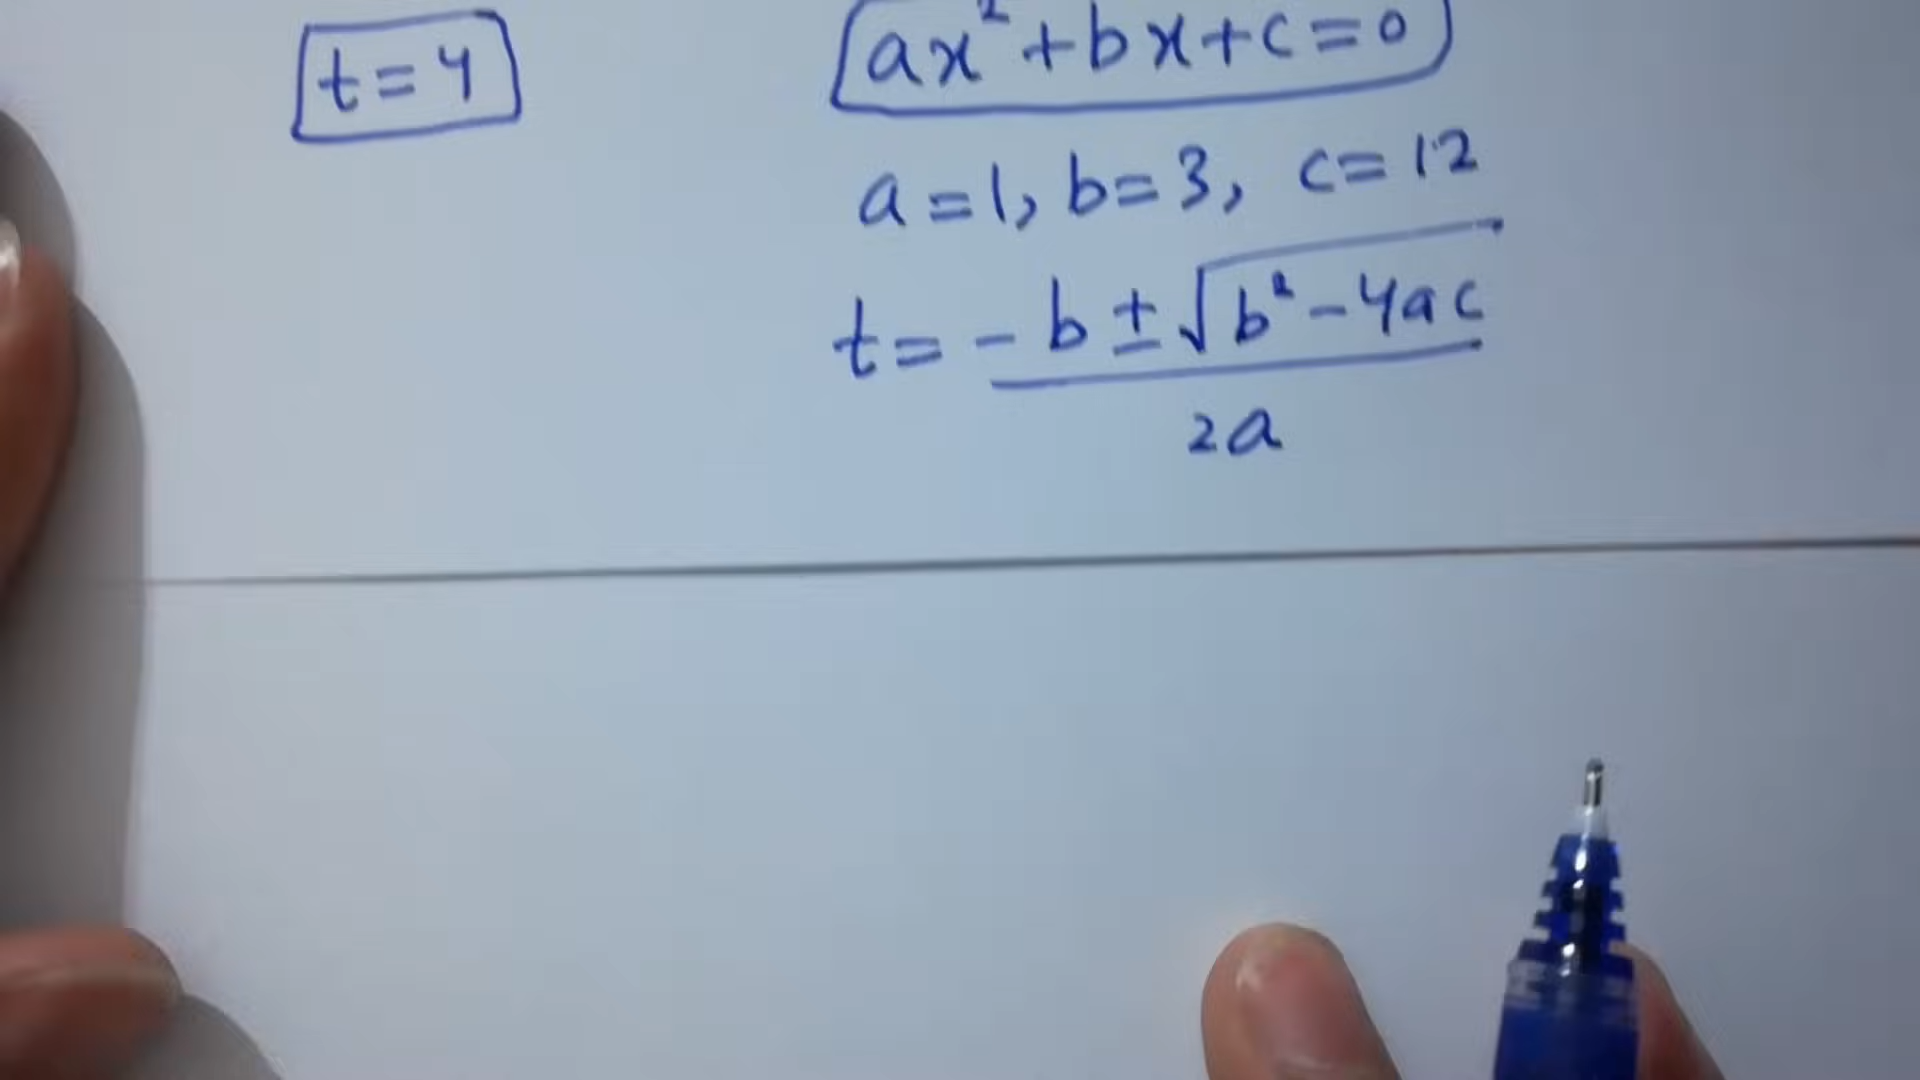 t=4
ax²+bx+c=0
a=1, b=3, c=12
t= -b±√b²-4ac
2a